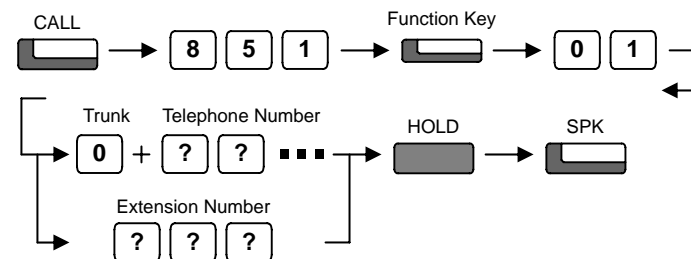 CALL
Function Key
8 5 1
0 1
Trunk Telephone Number
HOLD SPK
0 + ? ?
Extension Number
? ? ?